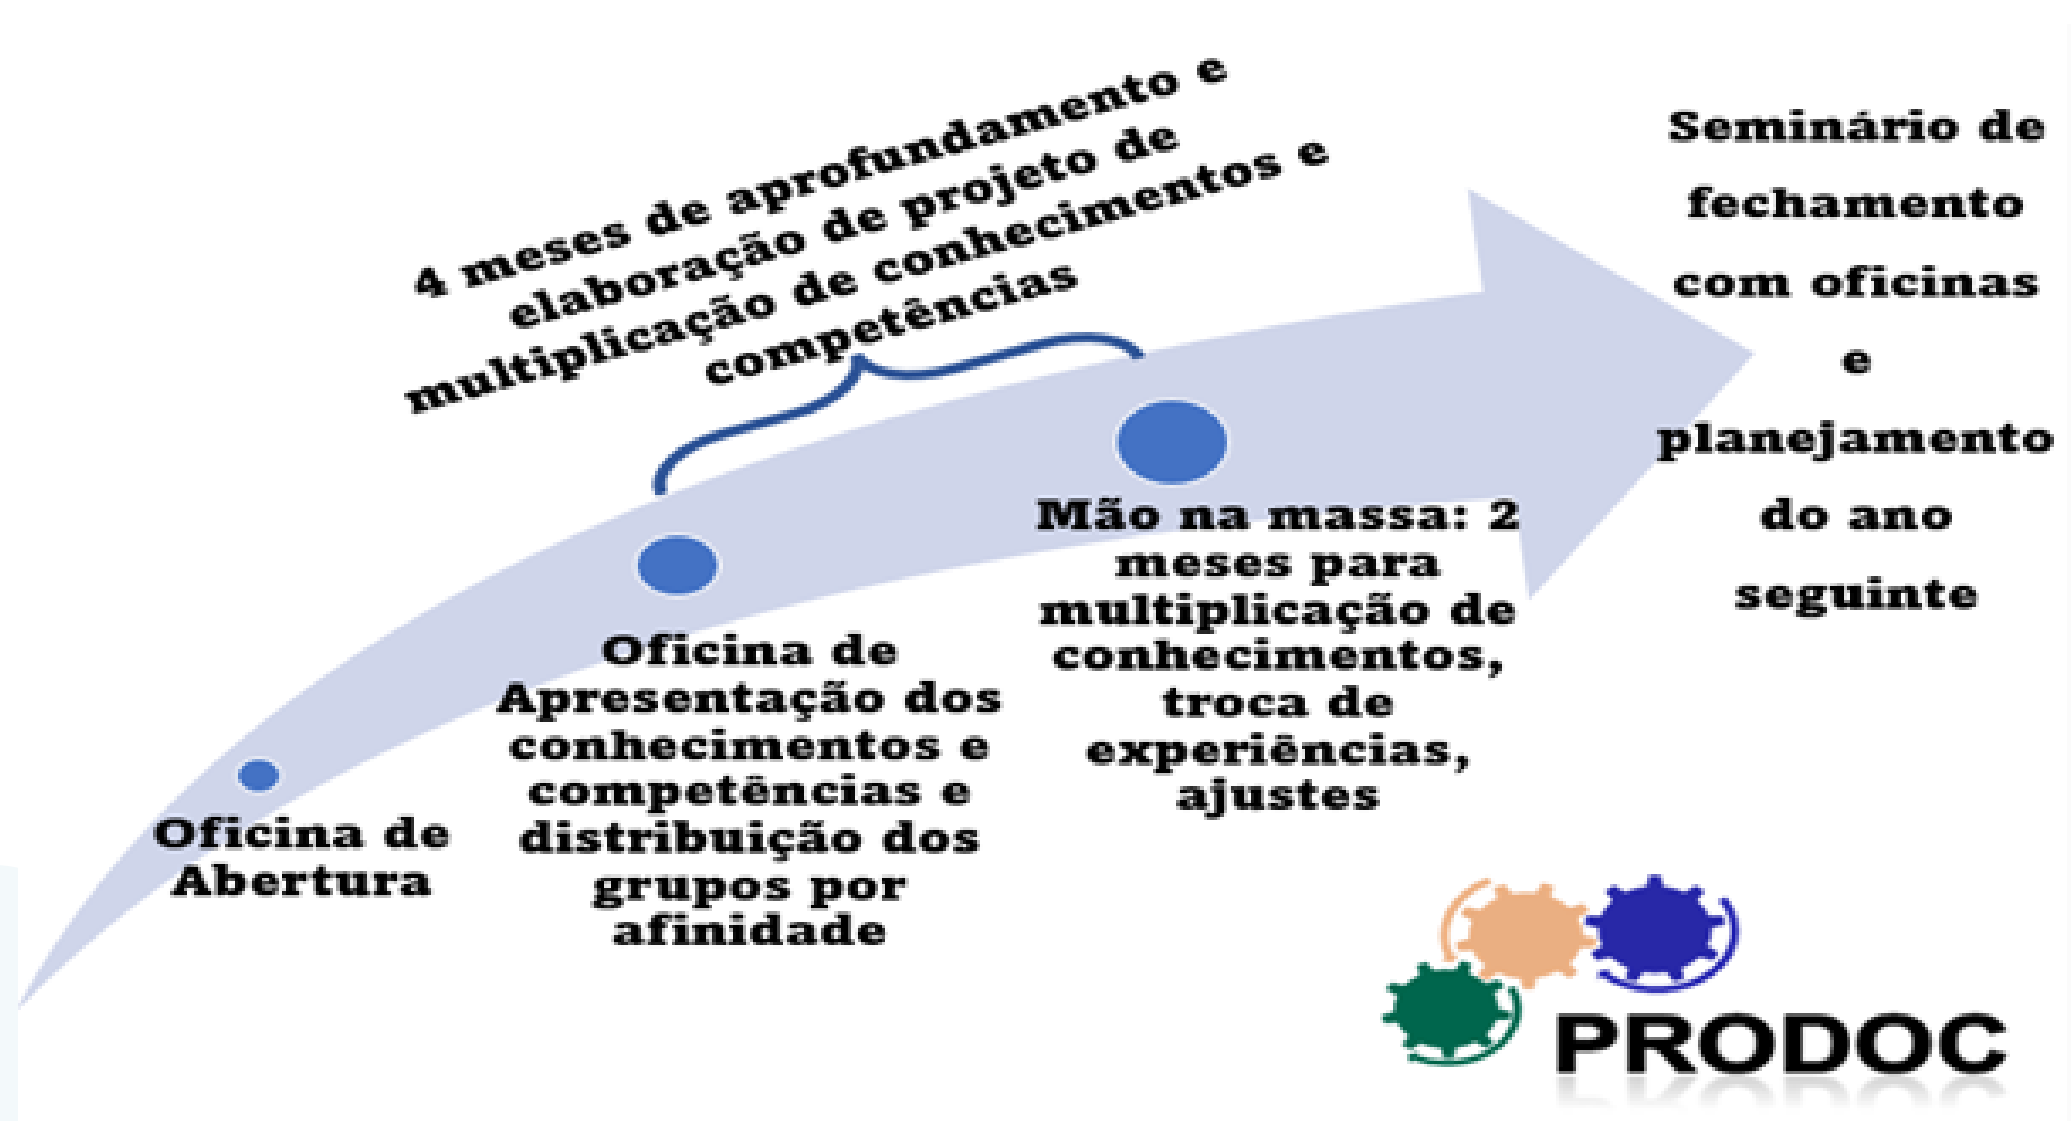 4 meses de aprofundamento e
elaboração de projeto de
multiplicação de conhecimentos e
competências
Oficina de
Abertura
Oficina de
Apresentação dos
conhecimentos e
competências e
distribuição dos
grupos por
afinidade
Mão na massa: 2
meses para
multiplicação de
conhecimentos,
troca de
experiências,
ajustes
Seminário de
fechamento
com oficinas
e
planejamento
do ano
seguinte
PRODOC